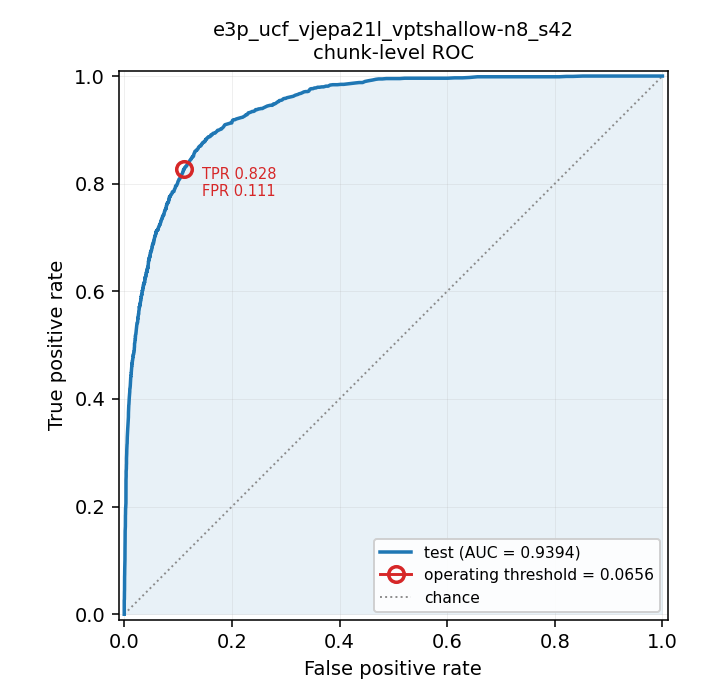 e3p_ucf_vjepa21l_vptshallow-n8_s42
chunk-level ROC
1.0
0.8
0.6
0.4
0.2
0.0
True positive rate
TPR 0.828
FPR 0.111
test (AUC = 0.9394)
operating threshold = 0.0656
chance
0.0
0.2
0.4
0.6
0.8
1.0
False positive rate